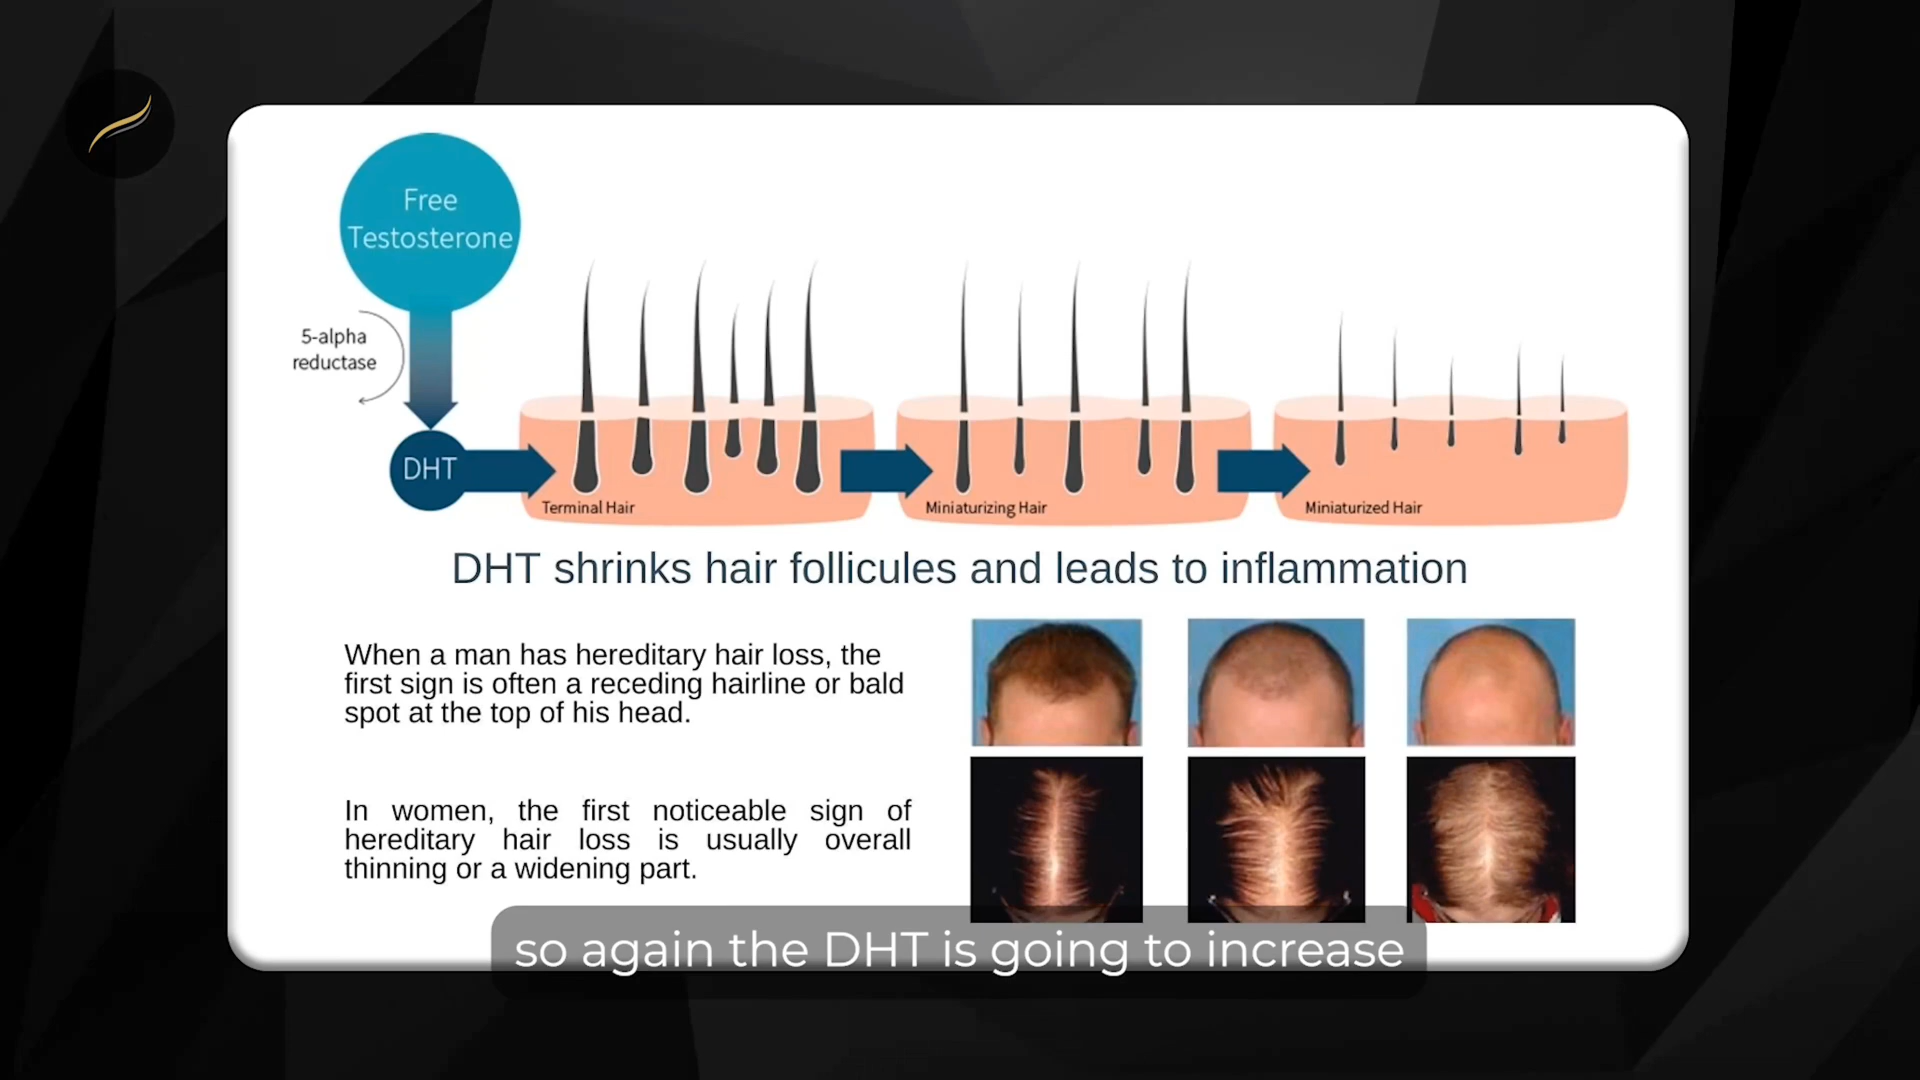 Free
Testosterone
5-alpha
reductase
DHT
Terminal Hair
Miniaturizing Hair
Miniaturized Hair
DHT shrinks hair follicules and leads to inflammation
When a man has hereditary hair loss, the
first sign is often a receding hairline or bald
spot at the top of his head.
In women, the first noticeable sign of
hereditary hair loss is usually overall
thinning or a widening part.
so again the DHT is going to increase